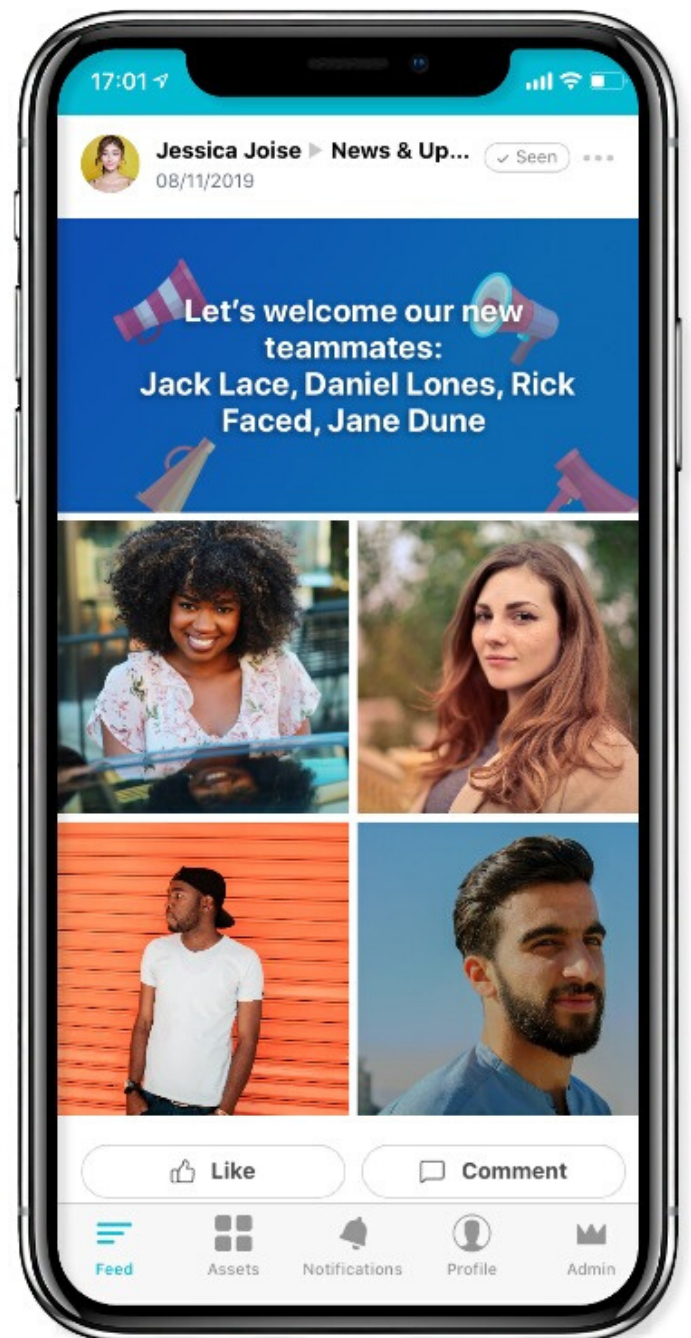 17:01
Jessica Joise ▶ News & Up...
✓ Seen
08/11/2019
Let’s welcome our new
teammates:
Jack Lace, Daniel Lones, Rick
Faced, Jane Dune
Like
Comment
Feed
Assets
Notifications
Profile
Admin